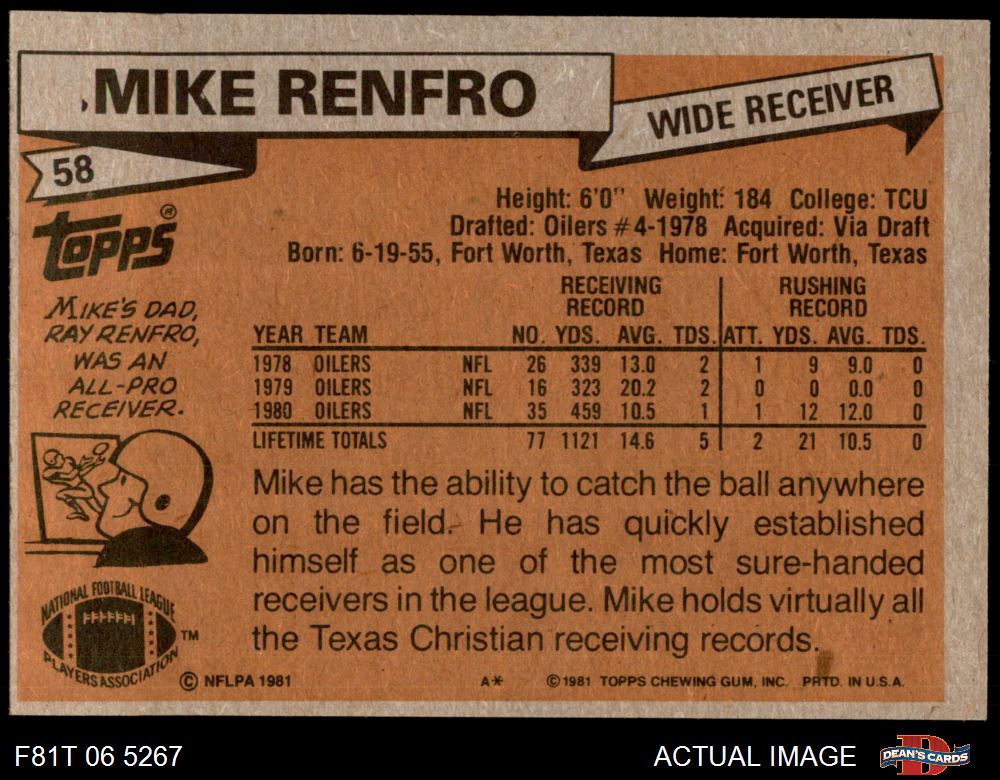 MIKE RENFRO
WIDE RECEIVER
58
Topps®
Height: 6'0" Weight: 184 College: TCU
Drafted: Oilers #4-1978 Acquired: Via Draft
Born: 6-19-55, Fort Worth, Texas Home: Fort Worth, Texas
MIKE'S DAD,
RAY RENFRO,
WAS AN
ALL-PRO
RECEIVER.
RECEIVING RECORD RUSHING RECORD
YEAR TEAM NO. YDS. AVG. TDS. ATT. YDS. AVG. TDS.
1978 OILERS NFL 26 339 13.0 2 1 9 9.0 0
1979 OILERS NFL 16 323 20.2 2 0 0 0.0 0
1980 OILERS NFL 35 459 10.5 1 1 12 12.0 0
LIFETIME TOTALS 77 1121 14.6 5 2 21 10.5 0
Mike has the ability to catch the ball anywhere
on the field. He has quickly established
himself as one of the most sure-handed
receivers in the league. Mike holds virtually all
the Texas Christian receiving records.
NATIONAL FOOTBALL LEAGUE
PLAYERS ASSOCIATION
TM
© NFLPA 1981 A* © 1981 TOPPS CHEWING GUM, INC. PRTD. IN U.S.A.
F81T 06 5267 ACTUAL IMAGE DEAN'S CARDS